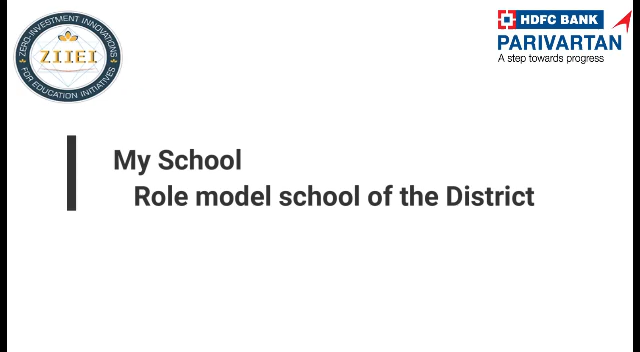 ZERO-INVESTMENT INNOVATIONS
ZIIEI
FOR EDUCATION INITIATIVES
HDFC BANK
PARIVARTAN
A step towards progress
My School
Role model school of the District